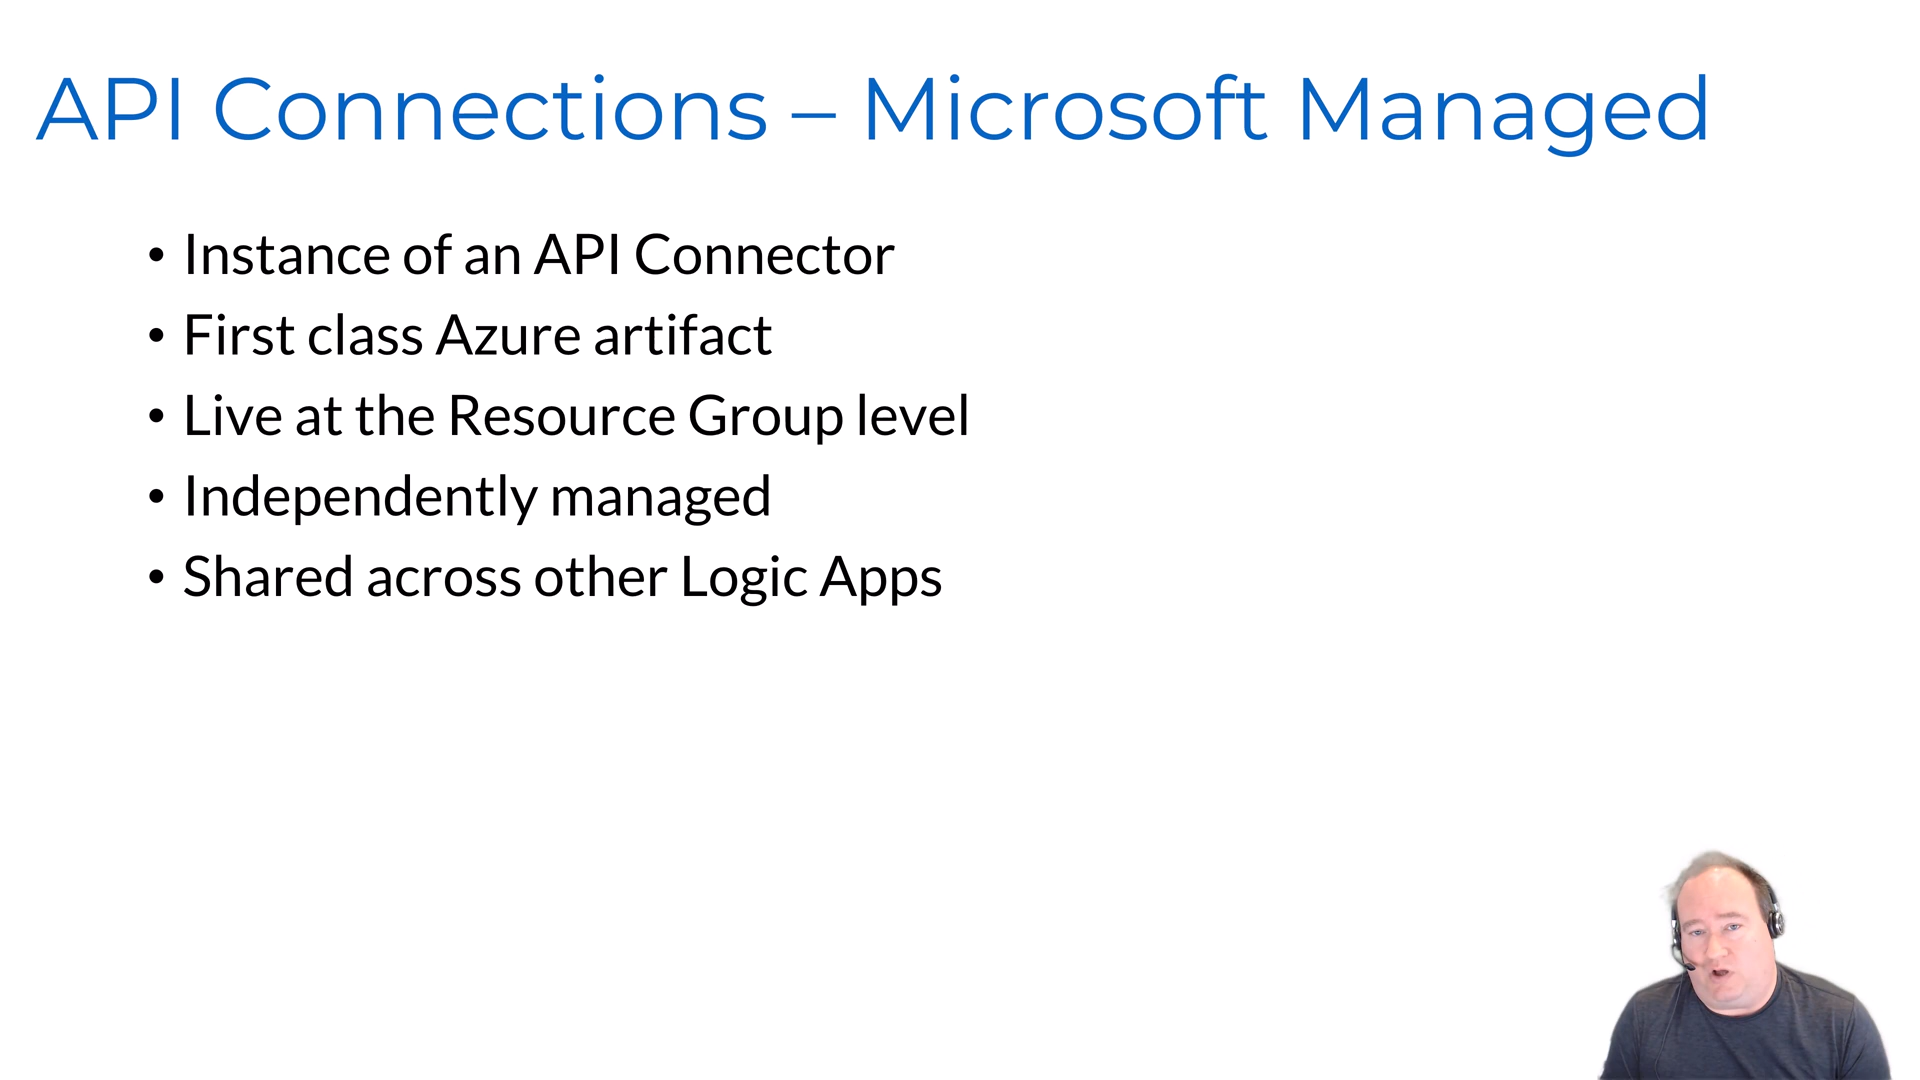 API Connections – Microsoft Managed
• Instance of an API Connector
• First class Azure artifact
• Live at the Resource Group level
• Independently managed
• Shared across other Logic Apps